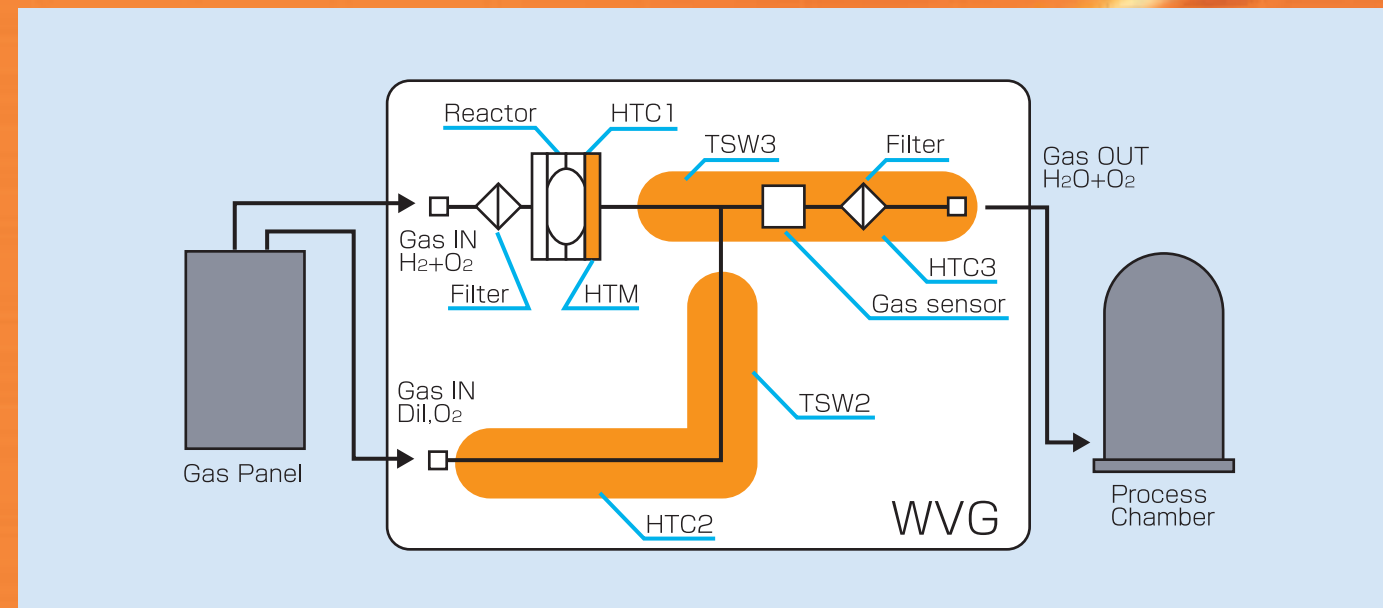 Reactor
HTC1
TSW3
Filter
Gas OUT
H2O+O2
Gas IN
H2+O2
Filter
HTM
HTC3
Gas sensor
Gas IN
Dil,O2
TSW2
Gas Panel
HTC2
WVG
Process
Chamber